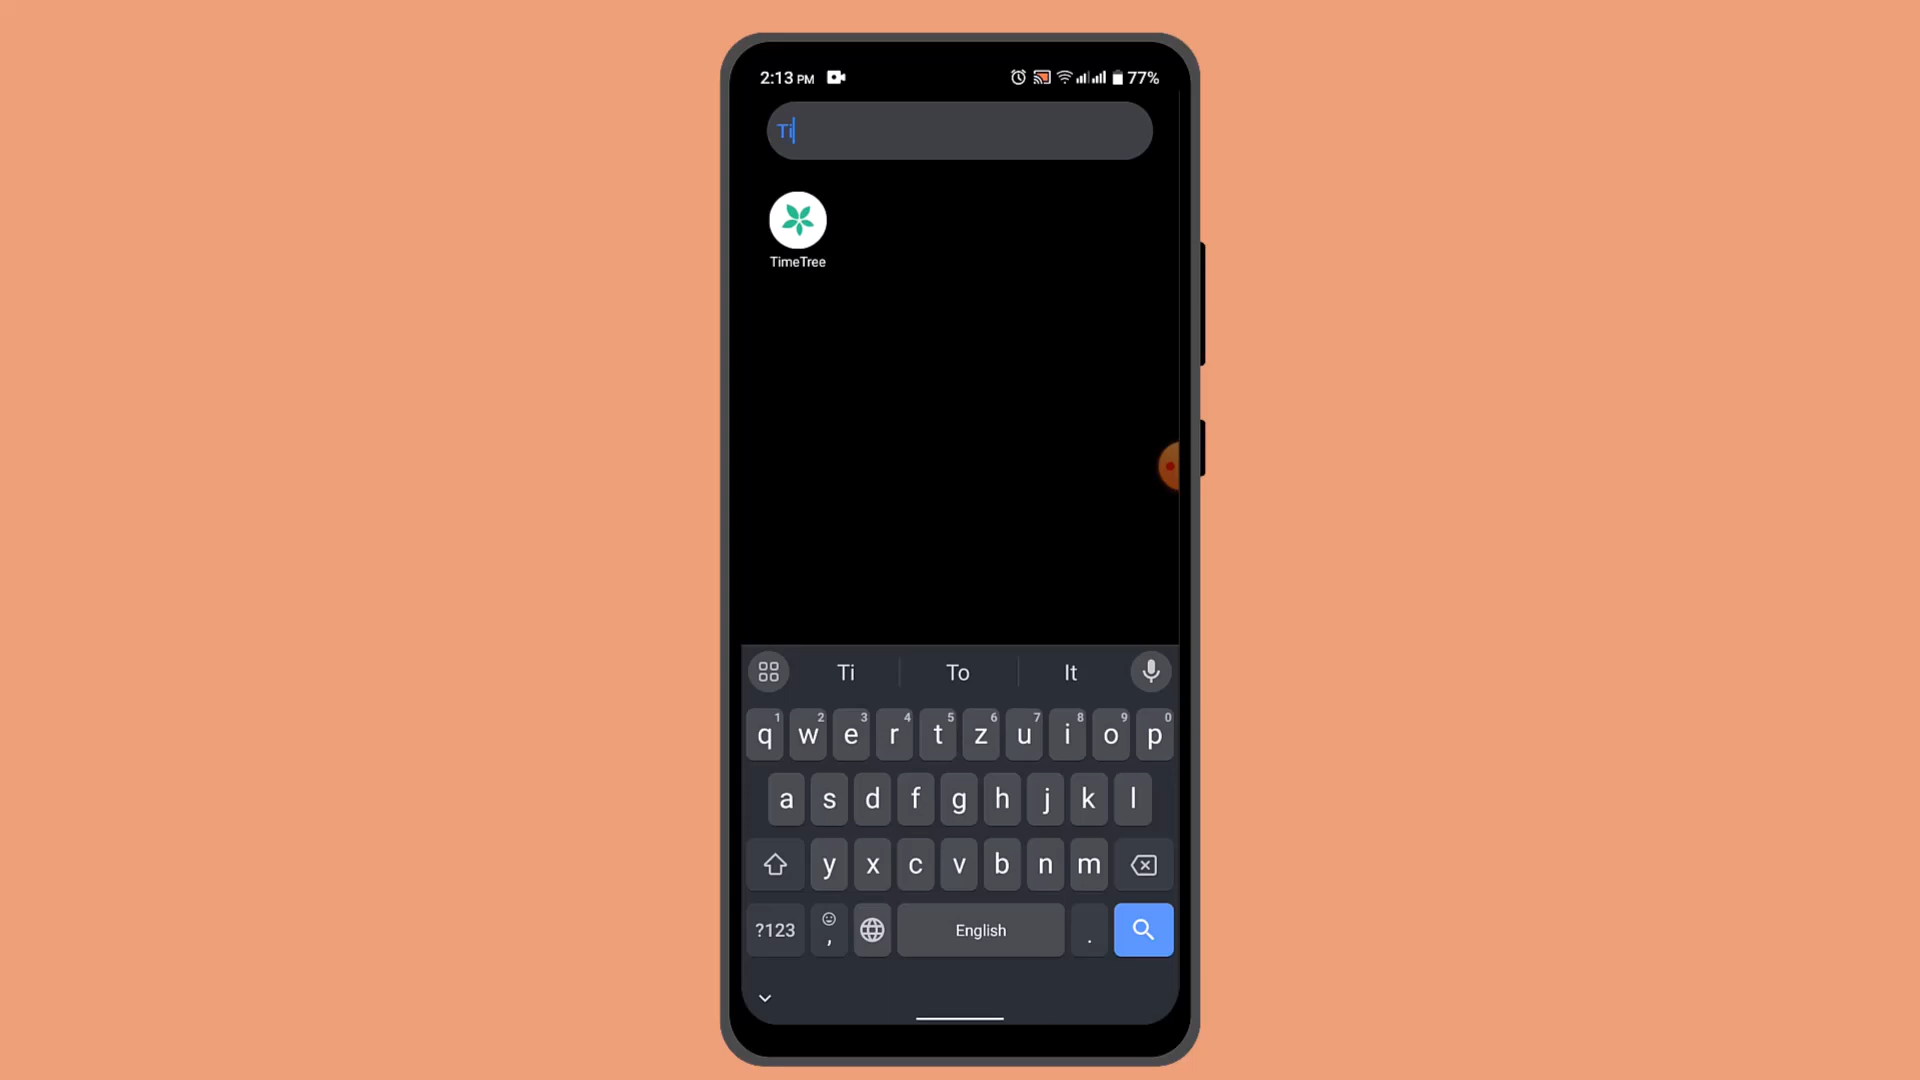 2:13 PM 77%
Ti
TimeTree
Ti To It
1 2 3 4 5 6 7 8 9 0
q w e r t z u i o p
a s d f g h j k l
y x c v b n m
?123 , English .